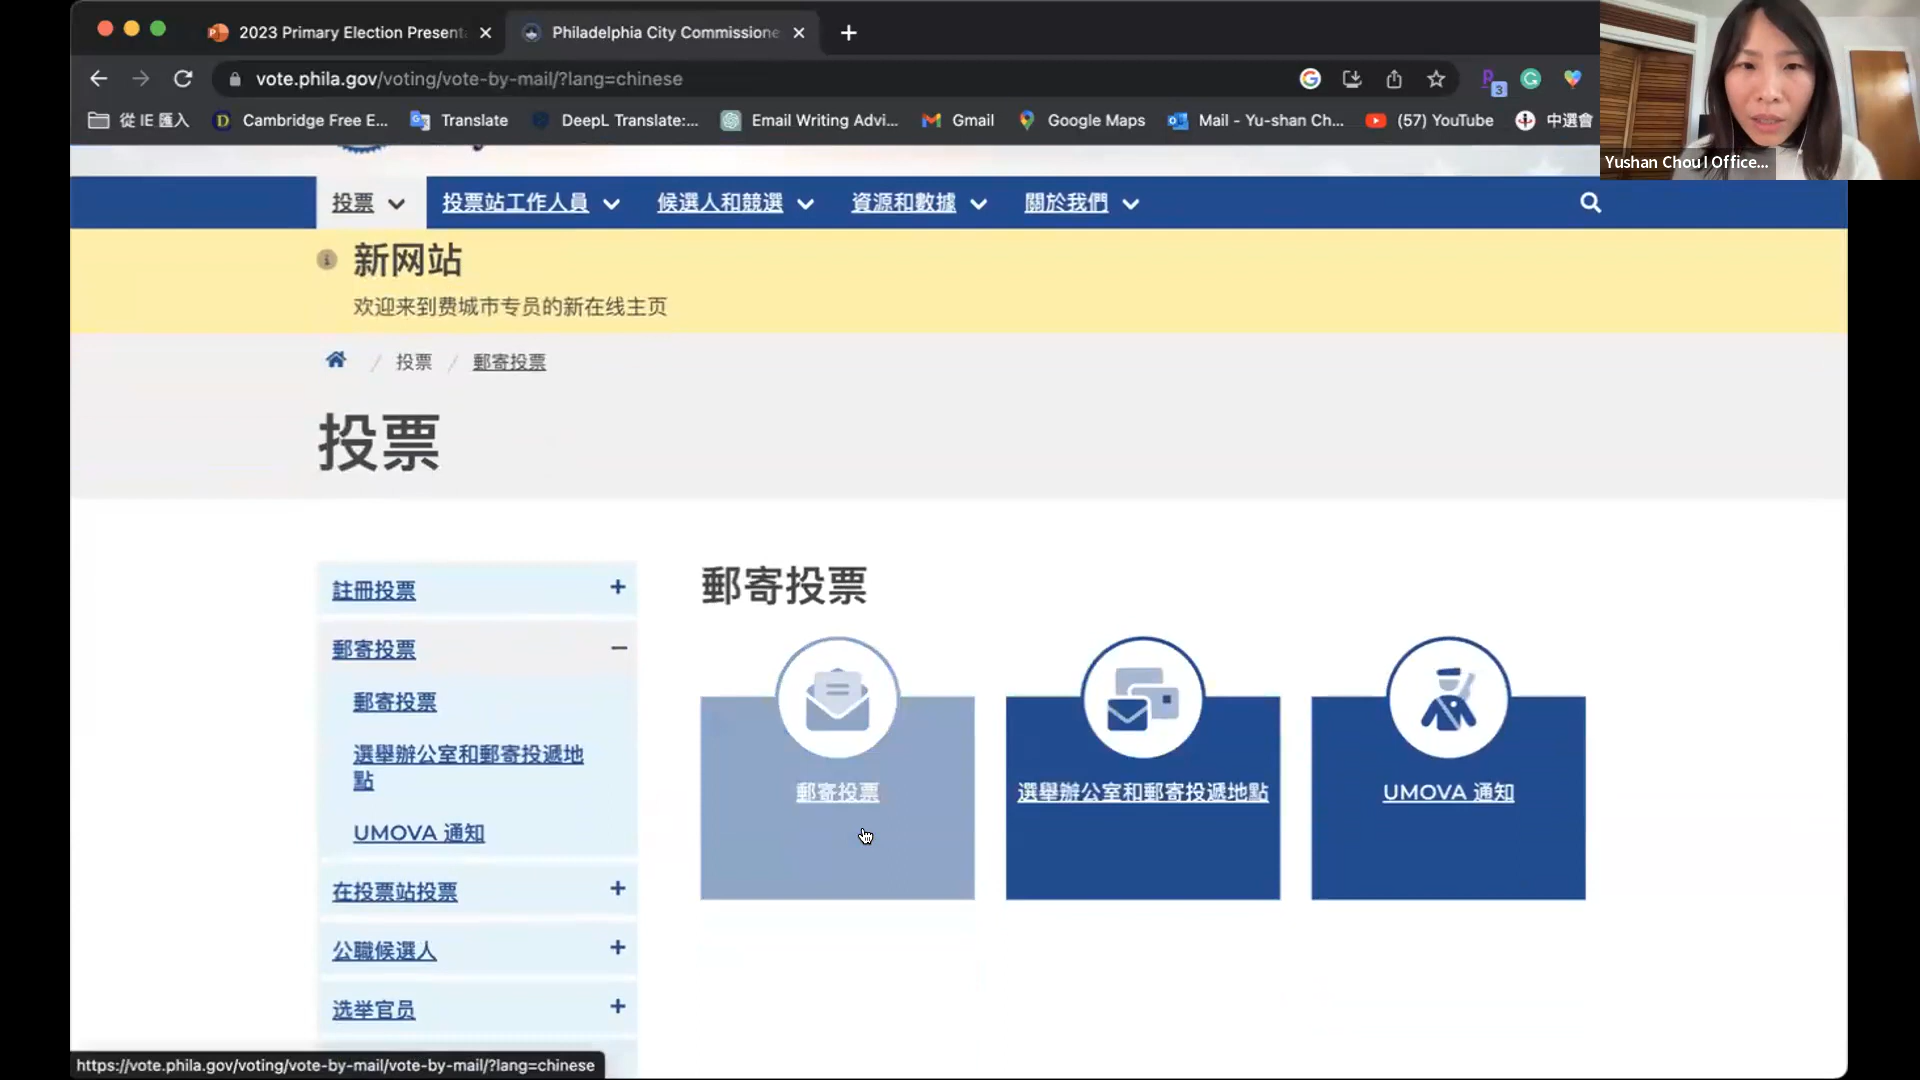 2023 Primary Election Present
Philadelphia City Commissione
vote.phila.gov/voting/vote-by-mail/?lang=chinese
從 IE 匯入
Cambridge Free E...
Translate
DeepL Translate:...
Email Writing Advi...
Gmail
Google Maps
Mail - Yu-shan Ch...
(57) YouTube
中選會
Yushan Chou l Office...
投票
投票站工作人員
候選人和競選
資源和數據
關於我們
新网站
欢迎来到费城市专员的新在线主页
/ 投票 / 郵寄投票
投票
註冊投票 +
郵寄投票 −
郵寄投票
選舉辦公室和郵寄投遞地
點
UMOVA 通知
在投票站投票 +
公職候選人 +
选举官员 +
郵寄投票
郵寄投票
選舉辦公室和郵寄投遞地點
UMOVA 通知
https://vote.phila.gov/voting/vote-by-mail/vote-by-mail/?lang=chinese